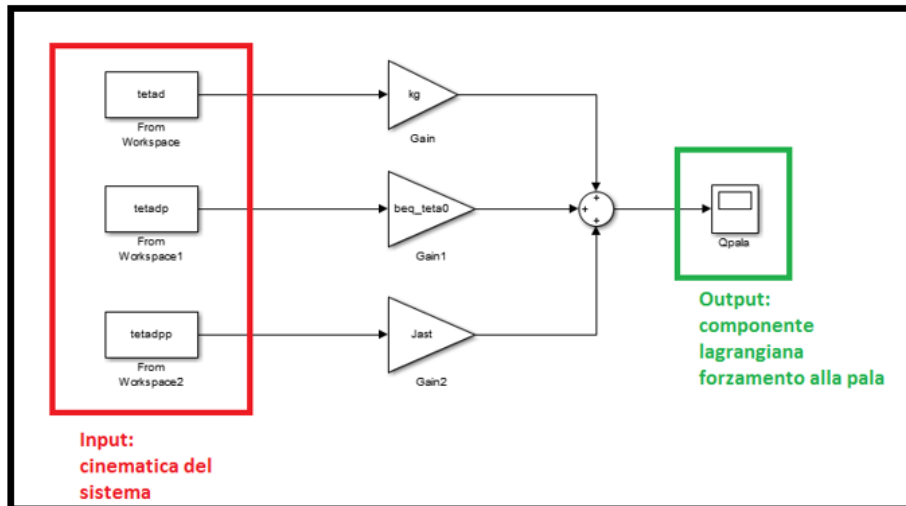 tetad
From
Workspace
kg
Gain
tetadp
From
Workspace1
beq_teta0
Gain1
+
+
+
Qpala
tetadpp
From
Workspace2
Jast
Gain2
Output:
componente
lagrangiana
forzamento alla pala
Input:
cinematica del
sistema